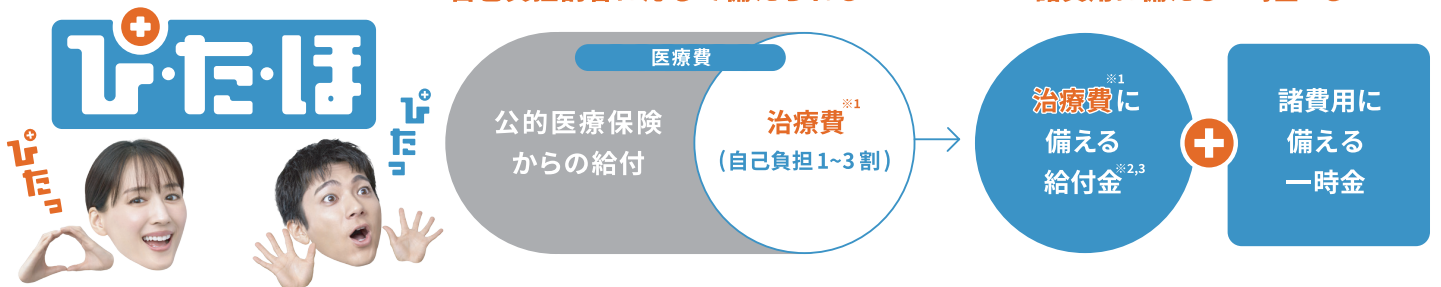 ぴ・た・ほ
ぴたっ
ぴたっ
医療費
公的医療保険
からの給付
治療費※1
(自己負担1~3割)
治療費に※1
備える
給付金※2,3
諸費用に
備える
一時金